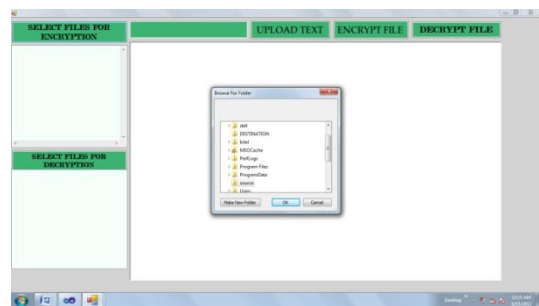 SELECT FILES FOR
ENCRYPTION
UPLOAD TEXT
ENCRYPT FILE
DECRYPT FILE
Browse For Folder
dell
DESTINATION
Intel
MSOCache
PerfLogs
Program Files
ProgramData
Users
Make New Folder
OK
Cancel
SELECT FILES FOR
DECRYPTION
Desktop